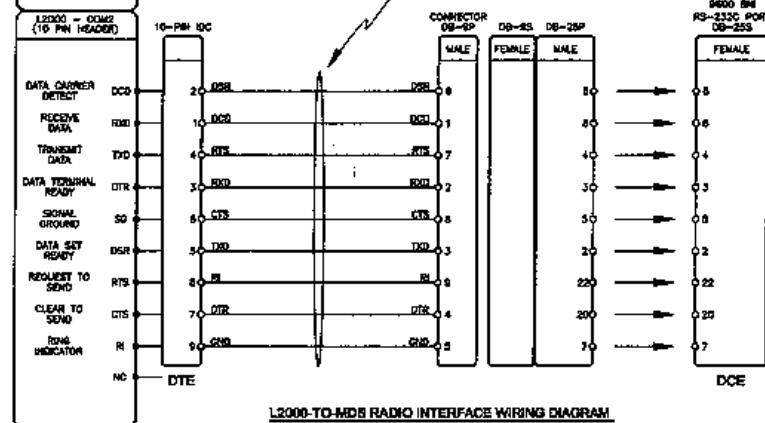 L2000 - COM2
(10 PIN HEADER)
10-PIN IDC
CONNECTOR
DB-9P
DB-9S DB-25P
9600 BMI
RS-232C PORT
DB-25S
MALE
FEMALE
MALE
FEMALE
DATA CARRIER
DETECT
DCD
2
DSR
DSR
6
RECEIVE
DATA
RXD
1
DCD
DCD
1
6
6
TRANSMIT
DATA
TXD
4
RTS
RTS
7
4
4
DATA TERMINAL
READY
DTR
3
RXD
RXD
2
3
3
SIGNAL
GROUND
SG
CTS
CTS
8
5
DATA SET
READY
DSR
5
TXD
TXD
3
2
2
REQUEST TO
SEND
RTS
8
RI
RI
9
22
22
CLEAR TO
SEND
CTS
7
DTR
DTR
4
20
20
RING
INDICATOR
RI
9
GND
GND
5
7
7
NC
DTE
DCE
L2000-TO-MDS RADIO INTERFACE WIRING DIAGRAM